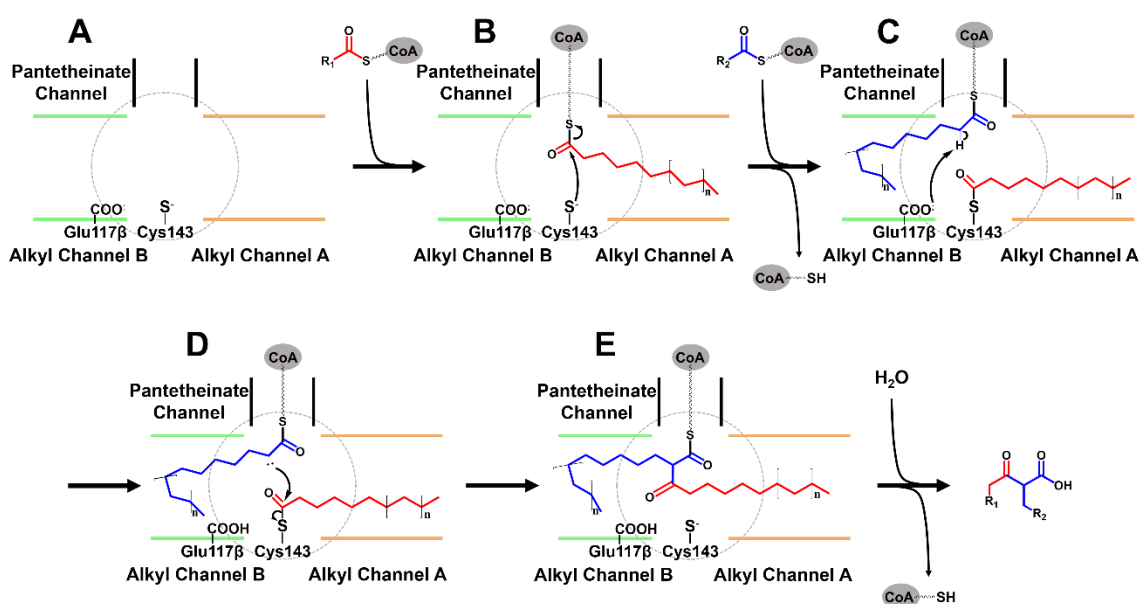 A
Pantetheinate
Channel
COO:
S-
Glu117β
Cys143
Alkyl Channel B
Alkyl Channel A
O
R1
S
CoA
B
CoA
Pantetheinate
Channel
S
O
n
COO:
S-
Glu117β
Cys143
Alkyl Channel B
Alkyl Channel A
O
R2
S
CoA
CoA
SH
C
CoA
Pantetheinate
Channel
S
O
H
n
O
n
S
COO:
Glu117β
Cys143
Alkyl Channel B
Alkyl Channel A
D
CoA
Pantetheinate
Channel
S
O
..
n
O
n
S
COOH
Glu117β
Cys143
Alkyl Channel B
Alkyl Channel A
E
CoA
Pantetheinate
Channel
S
O
O
n
n
COOH
S-
Glu117β
Cys143
Alkyl Channel B
Alkyl Channel A
H2O
O
O
OH
R1
R2
CoA
SH